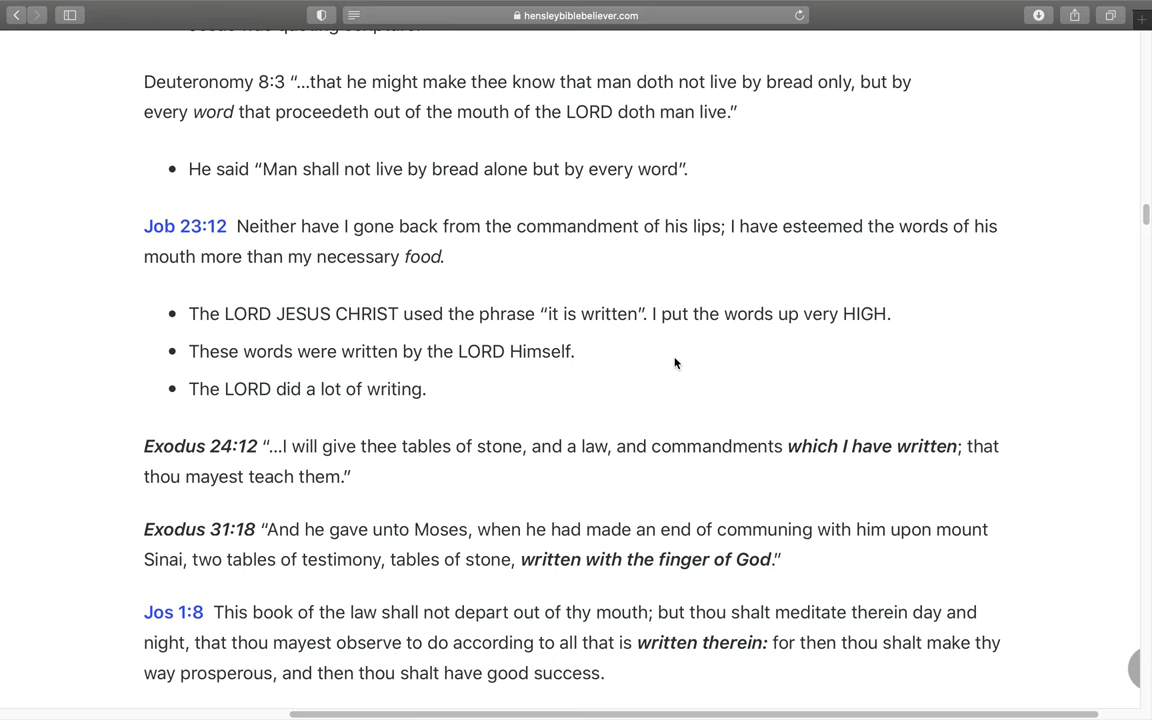 hensleybiblebeliever.com
Deuteronomy 8:3 “...that he might make thee know that man doth not live by bread only, but by
every word that proceedeth out of the mouth of the LORD doth man live.”
• He said “Man shall not live by bread alone but by every word”.
Job 23:12 Neither have I gone back from the commandment of his lips; I have esteemed the words of his
mouth more than my necessary food.
• The LORD JESUS CHRIST used the phrase “it is written”. I put the words up very HIGH.
• These words were written by the LORD Himself.
• The LORD did a lot of writing.
Exodus 24:12 “...I will give thee tables of stone, and a law, and commandments which I have written; that
thou mayest teach them.”
Exodus 31:18 “And he gave unto Moses, when he had made an end of communing with him upon mount
Sinai, two tables of testimony, tables of stone, written with the finger of God.”
Jos 1:8 This book of the law shall not depart out of thy mouth; but thou shalt meditate therein day and
night, that thou mayest observe to do according to all that is written therein: for then thou shalt make thy
way prosperous, and then thou shalt have good success.